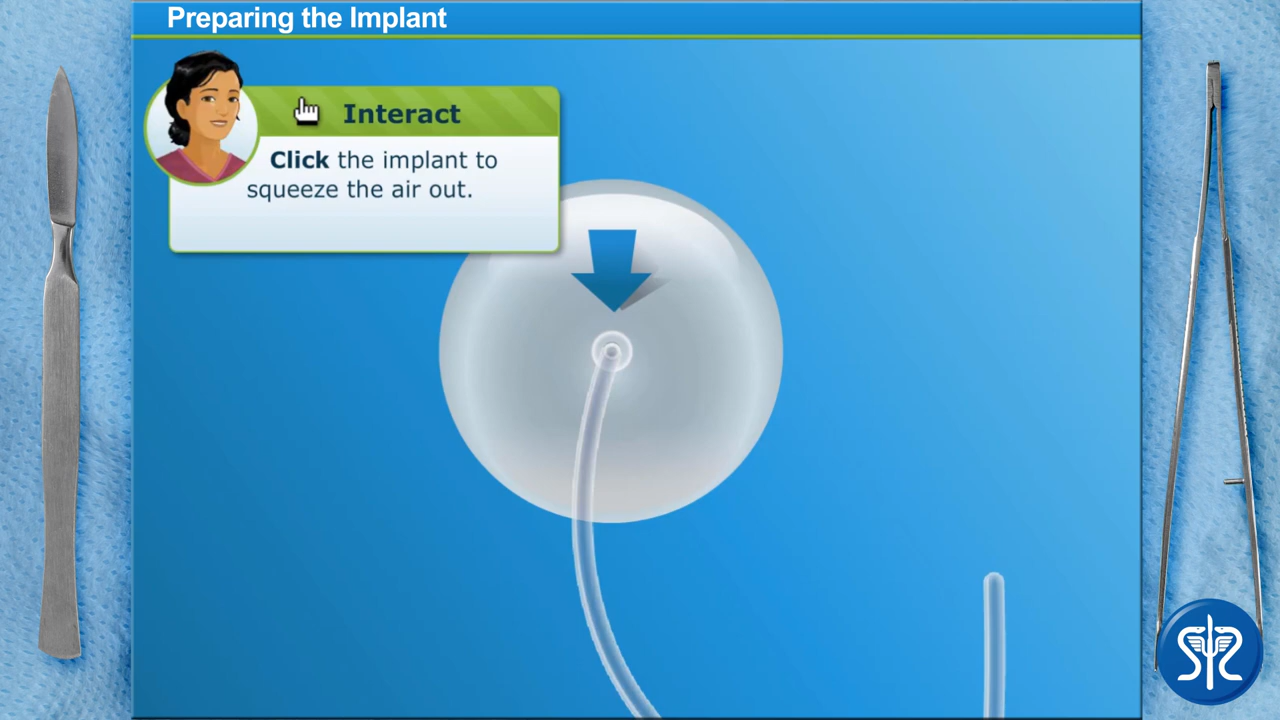 Preparing the Implant
Interact
Click the implant to
squeeze the air out.